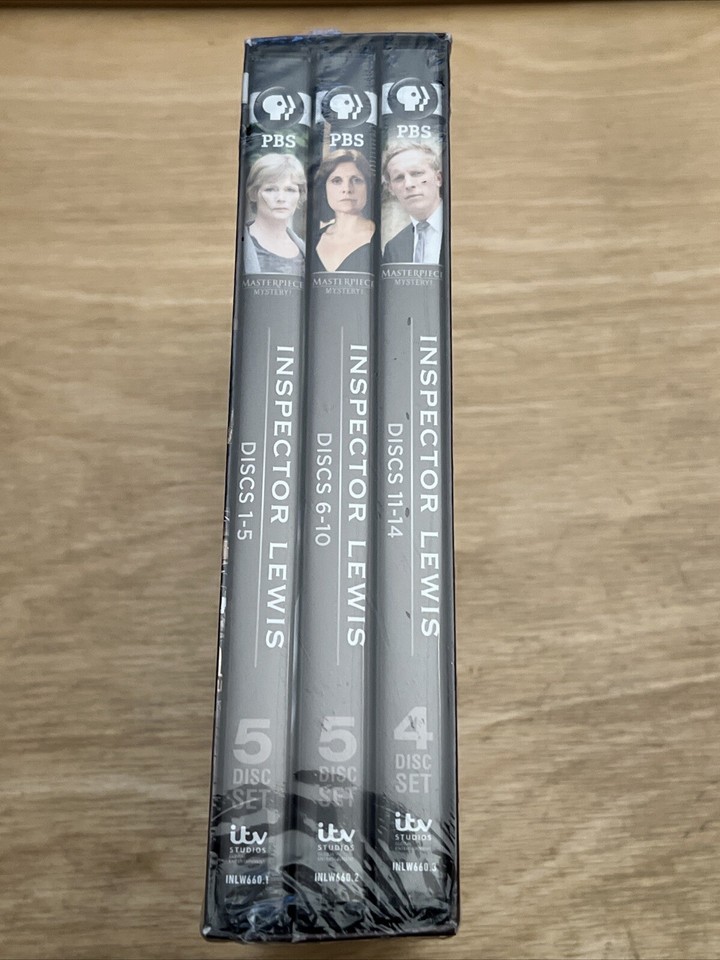 PBS
MASTERPIECE
MYSTERY!
INSPECTOR LEWIS
DISCS 1-5
5
DISC
SET
itv
STUDIOS
INLW660.1
PBS
MASTERPIECE
MYSTERY!
INSPECTOR LEWIS
DISCS 6-10
5
DISC
SET
itv
STUDIOS
INLW660.2
PBS
MASTERPIECE
MYSTERY!
INSPECTOR LEWIS
DISCS 11-14
4
DISC
SET
itv
STUDIOS
INLW660.3